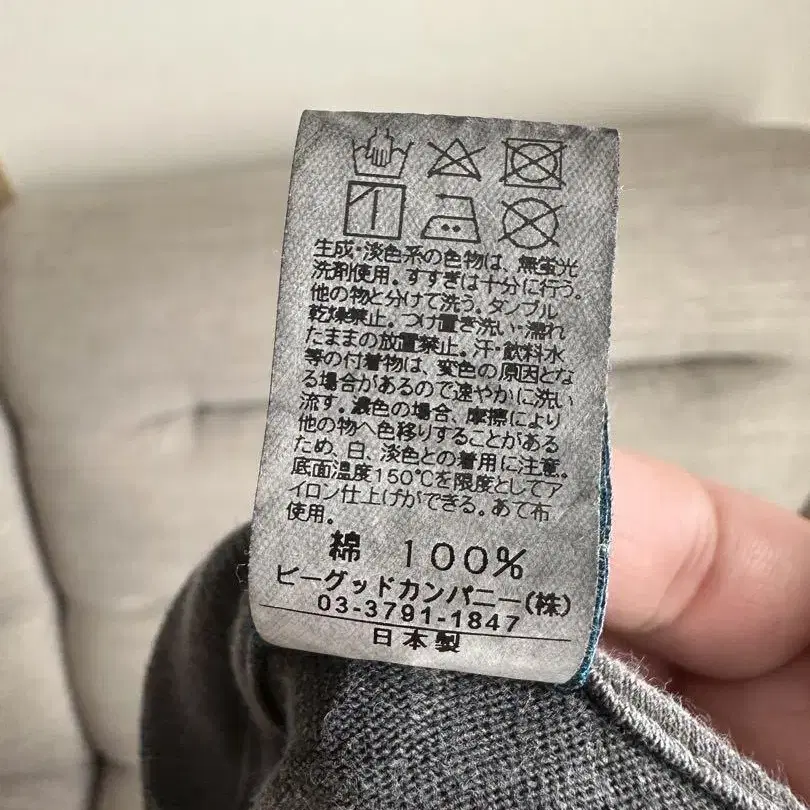 生成・淡色系の色物は、無蛍光
洗剤使用。すすぎは十分に行う。
他の物と分けて洗う。タンブル
乾燥禁止。つけ置き洗い・濡れ
たままの放置禁止。汗・飲料水
等の付着物は、変色の原因とな
る場合があるので速やかに洗い
流す。濃色の場合、摩擦により
他の物へ色移りすることがある
ため、白、淡色との着用に注意。
底面温度150℃を限度としてア
イロン仕上げができる。あて布
使用。
綿 100%
ビーグッドカンパニー(株)
03-3791-1847
日本製